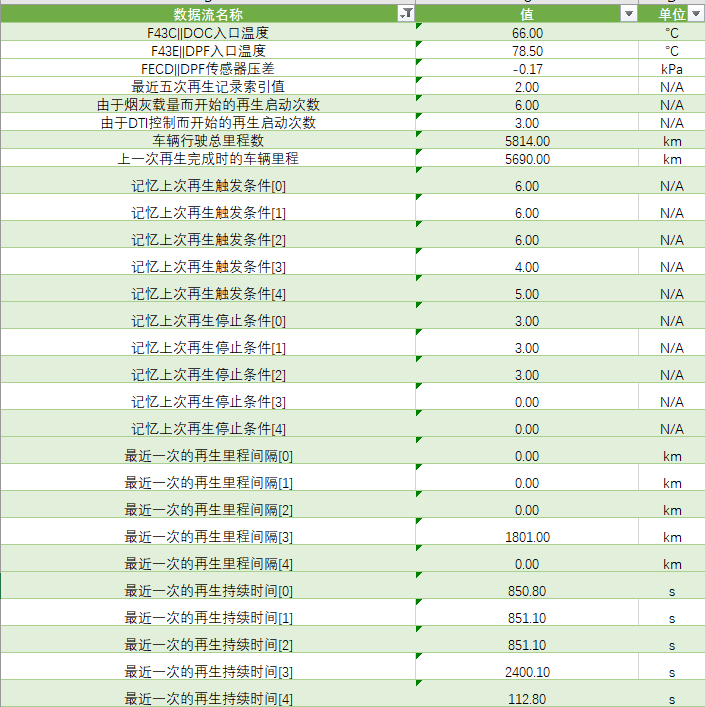 数据流名称 值 单位
F43C||DOC入口温度 66.00 °C
F43E||DPF入口温度 78.50 °C
FECD||DPF传感器压差 -0.17 kPa
最近五次再生记录索引值 2.00 N/A
由于烟灰载量而开始的再生启动次数 6.00 N/A
由于DTI控制而开始的再生启动次数 3.00 N/A
车辆行驶总里程数 5814.00 km
上一次再生完成时的车辆里程 5690.00 km
记忆上次再生触发条件[0] 6.00 N/A
记忆上次再生触发条件[1] 6.00 N/A
记忆上次再生触发条件[2] 6.00 N/A
记忆上次再生触发条件[3] 4.00 N/A
记忆上次再生触发条件[4] 5.00 N/A
记忆上次再生停止条件[0] 3.00 N/A
记忆上次再生停止条件[1] 3.00 N/A
记忆上次再生停止条件[2] 3.00 N/A
记忆上次再生停止条件[3] 0.00 N/A
记忆上次再生停止条件[4] 0.00 N/A
最近一次的再生里程间隔[0] 0.00 km
最近一次的再生里程间隔[1] 0.00 km
最近一次的再生里程间隔[2] 0.00 km
最近一次的再生里程间隔[3] 1801.00 km
最近一次的再生里程间隔[4] 0.00 km
最近一次的再生持续时间[0] 850.80 s
最近一次的再生持续时间[1] 851.10 s
最近一次的再生持续时间[2] 851.10 s
最近一次的再生持续时间[3] 2400.10 s
最近一次的再生持续时间[4] 112.80 s